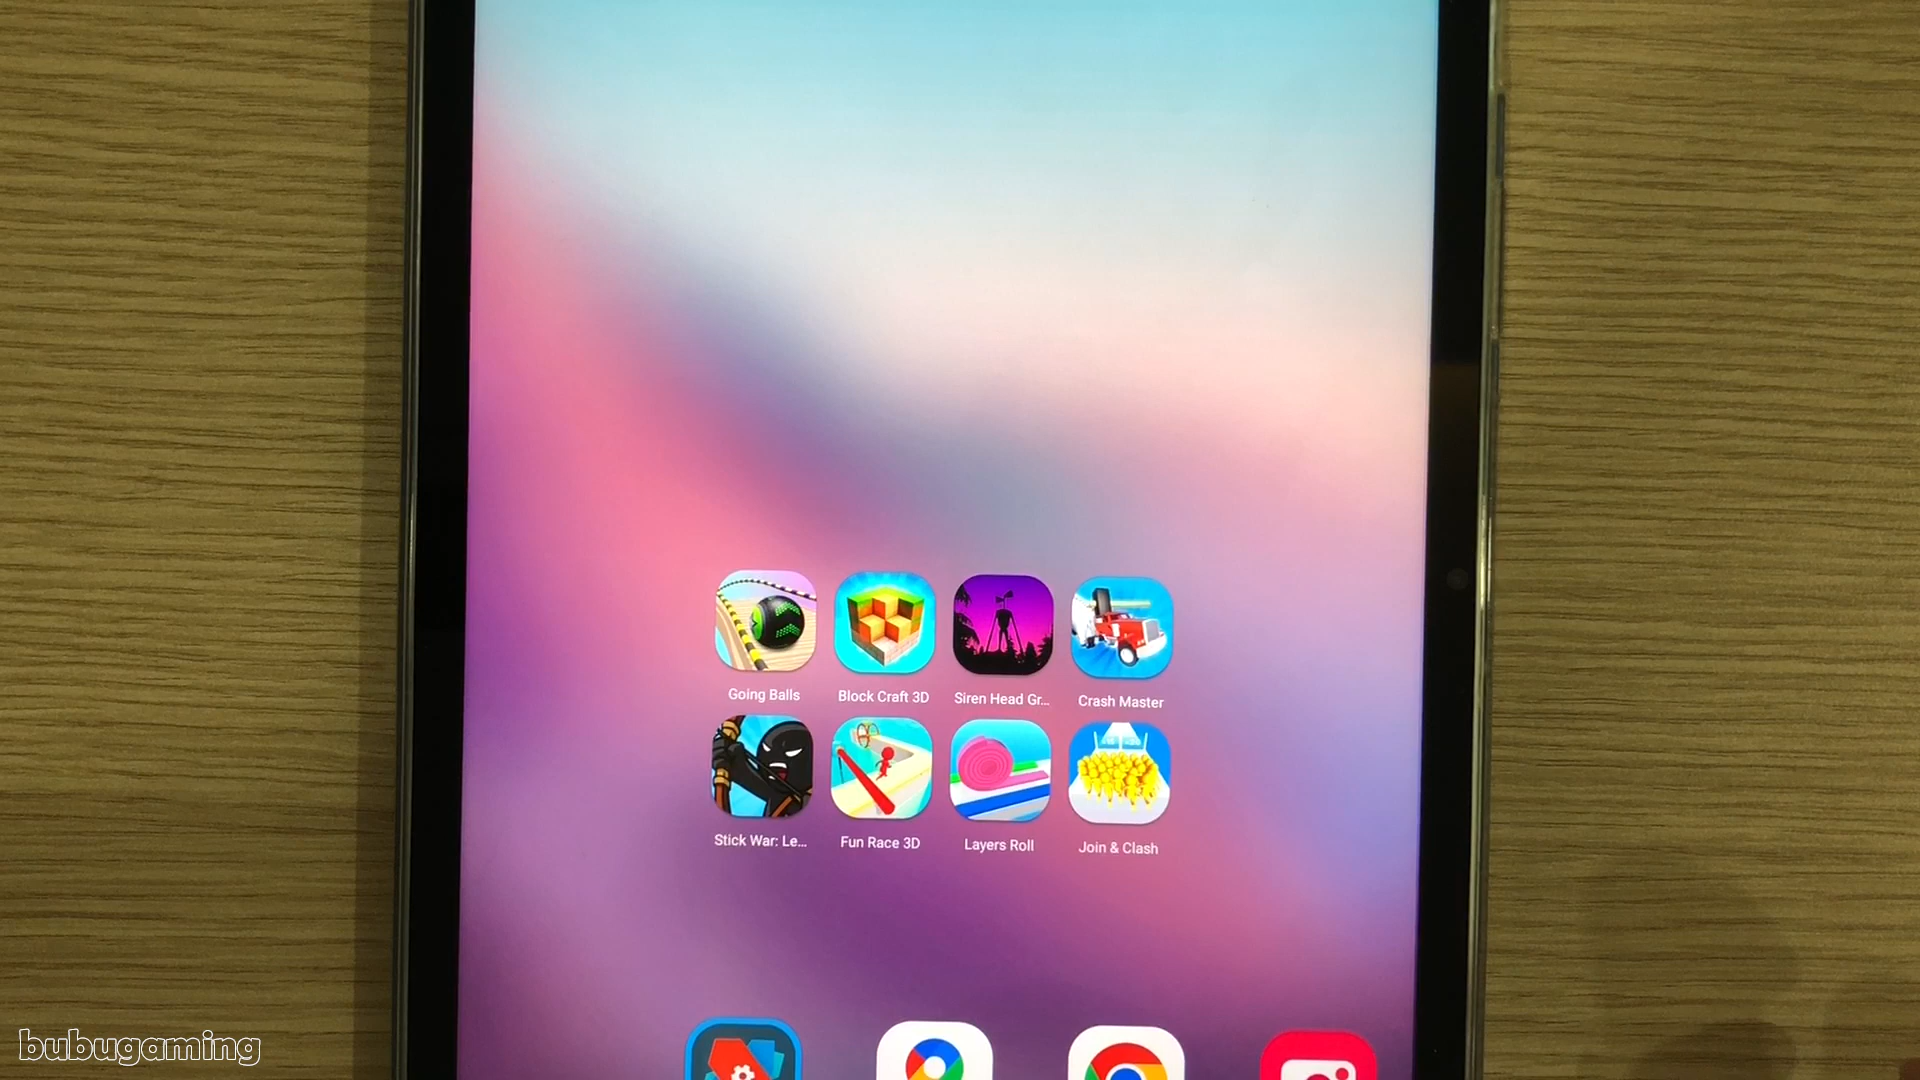 Going Balls
Block Craft 3D
Siren Head Gr...
Crash Master
Stick War: Le...
Fun Race 3D
Layers Roll
Join & Clash
bubugaming